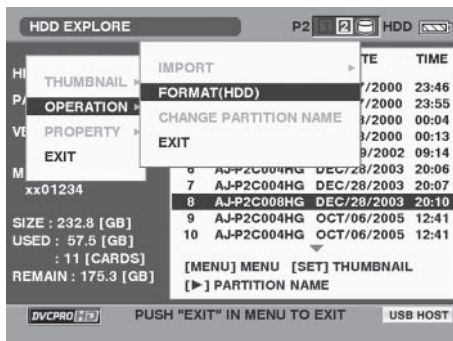 HDD EXPLORE P2 1 2 HDD
THUMBNAIL
OPERATION
PROPERTY
EXIT
IMPORT
FORMAT(HDD)
CHANGE PARTITION NAME
EXIT
TIME
/2000 23:46
/2000 23:55
/2000 00:04
/2000 00:13
9/2002 09:14
6 AJ-P2C004HG DEC/28/2003 20:06
7 AJ-P2C004HG DEC/28/2003 20:07
8 AJ-P2C008HG DEC/28/2003 20:10
9 AJ-P2C004HG OCT/06/2005 12:41
10 AJ-P2C004HG OCT/06/2005 12:41
xx01234
SIZE : 232.8 [GB]
USED : 57.5 [GB]
: 11 [CARDS]
REMAIN : 175.3 [GB]
[MENU] MENU [SET] THUMBNAIL
[▶] PARTITION NAME
DVCPRO HD PUSH "EXIT" IN MENU TO EXIT USB HOST